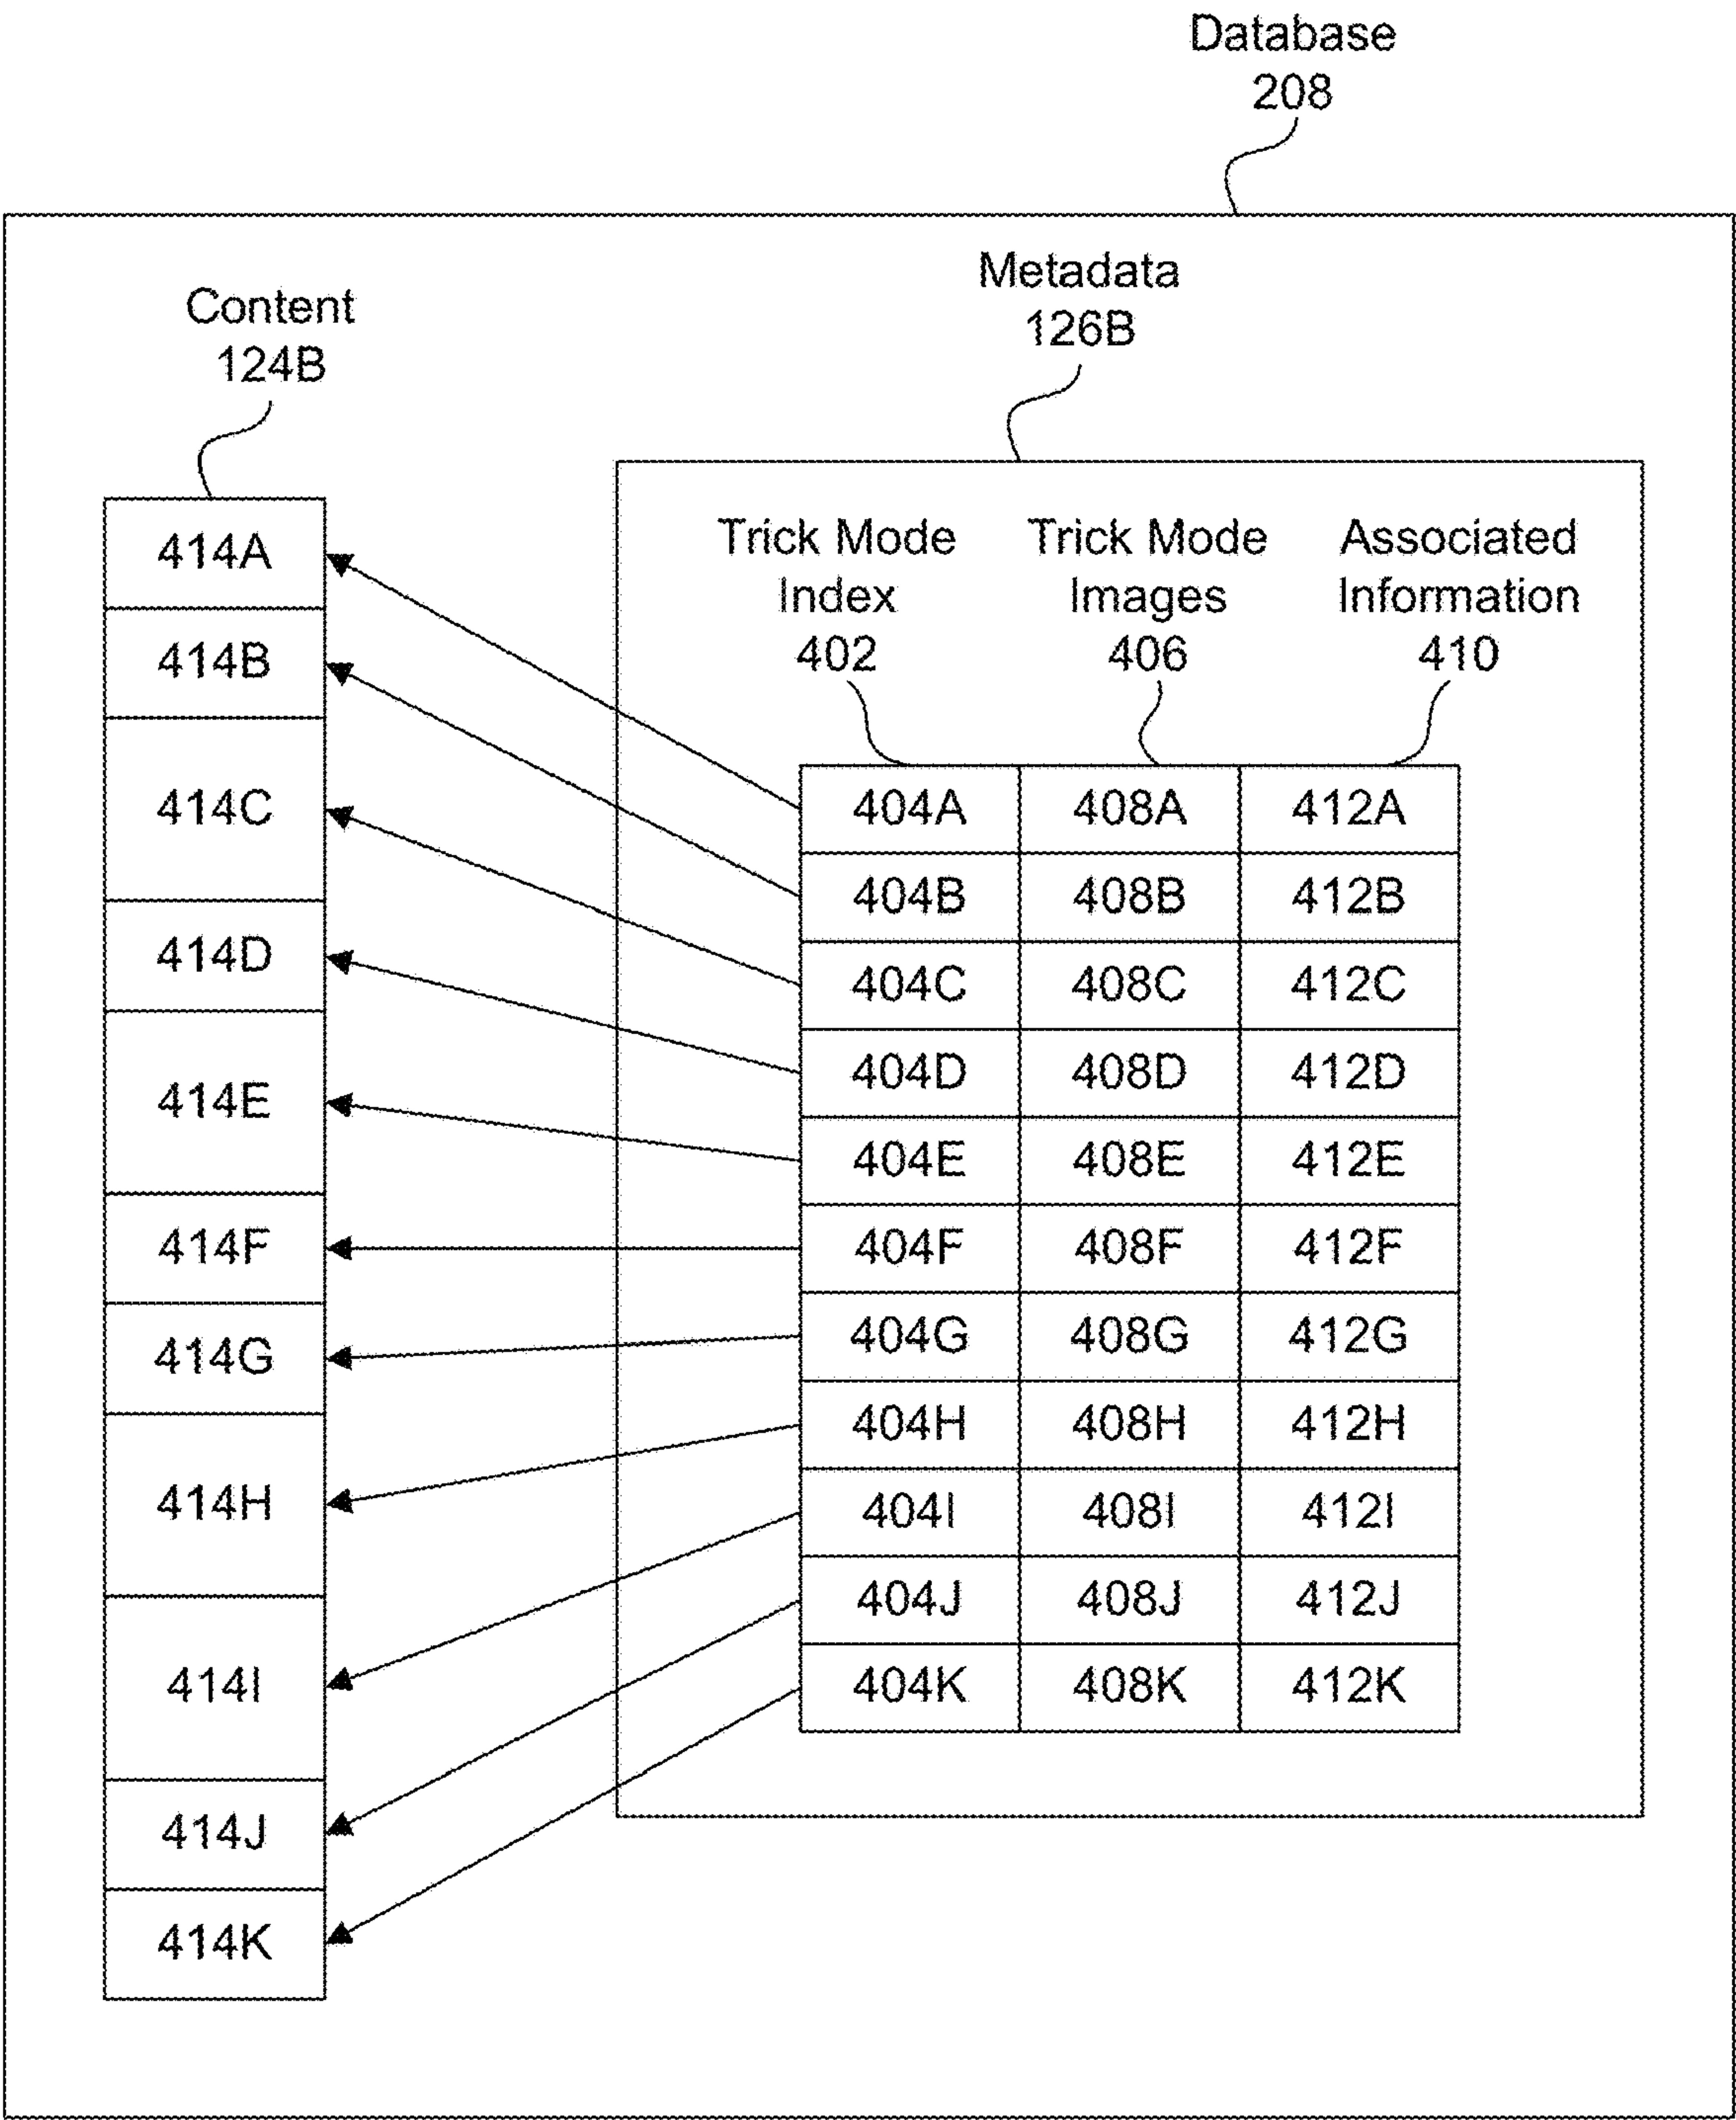 Database
208
Content
124B
Metadata
126B
Trick Mode
Index
402
Trick Mode
Images
406
Associated
Information
410
414A
414B
414C
414D
414E
414F
414G
414H
414I
414J
414K
404A 408A 412A
404B 408B 412B
404C 408C 412C
404D 408D 412D
404E 408E 412E
404F 408F 412F
404G 408G 412G
404H 408H 412H
404I 408I 412I
404J 408J 412J
404K 408K 412K